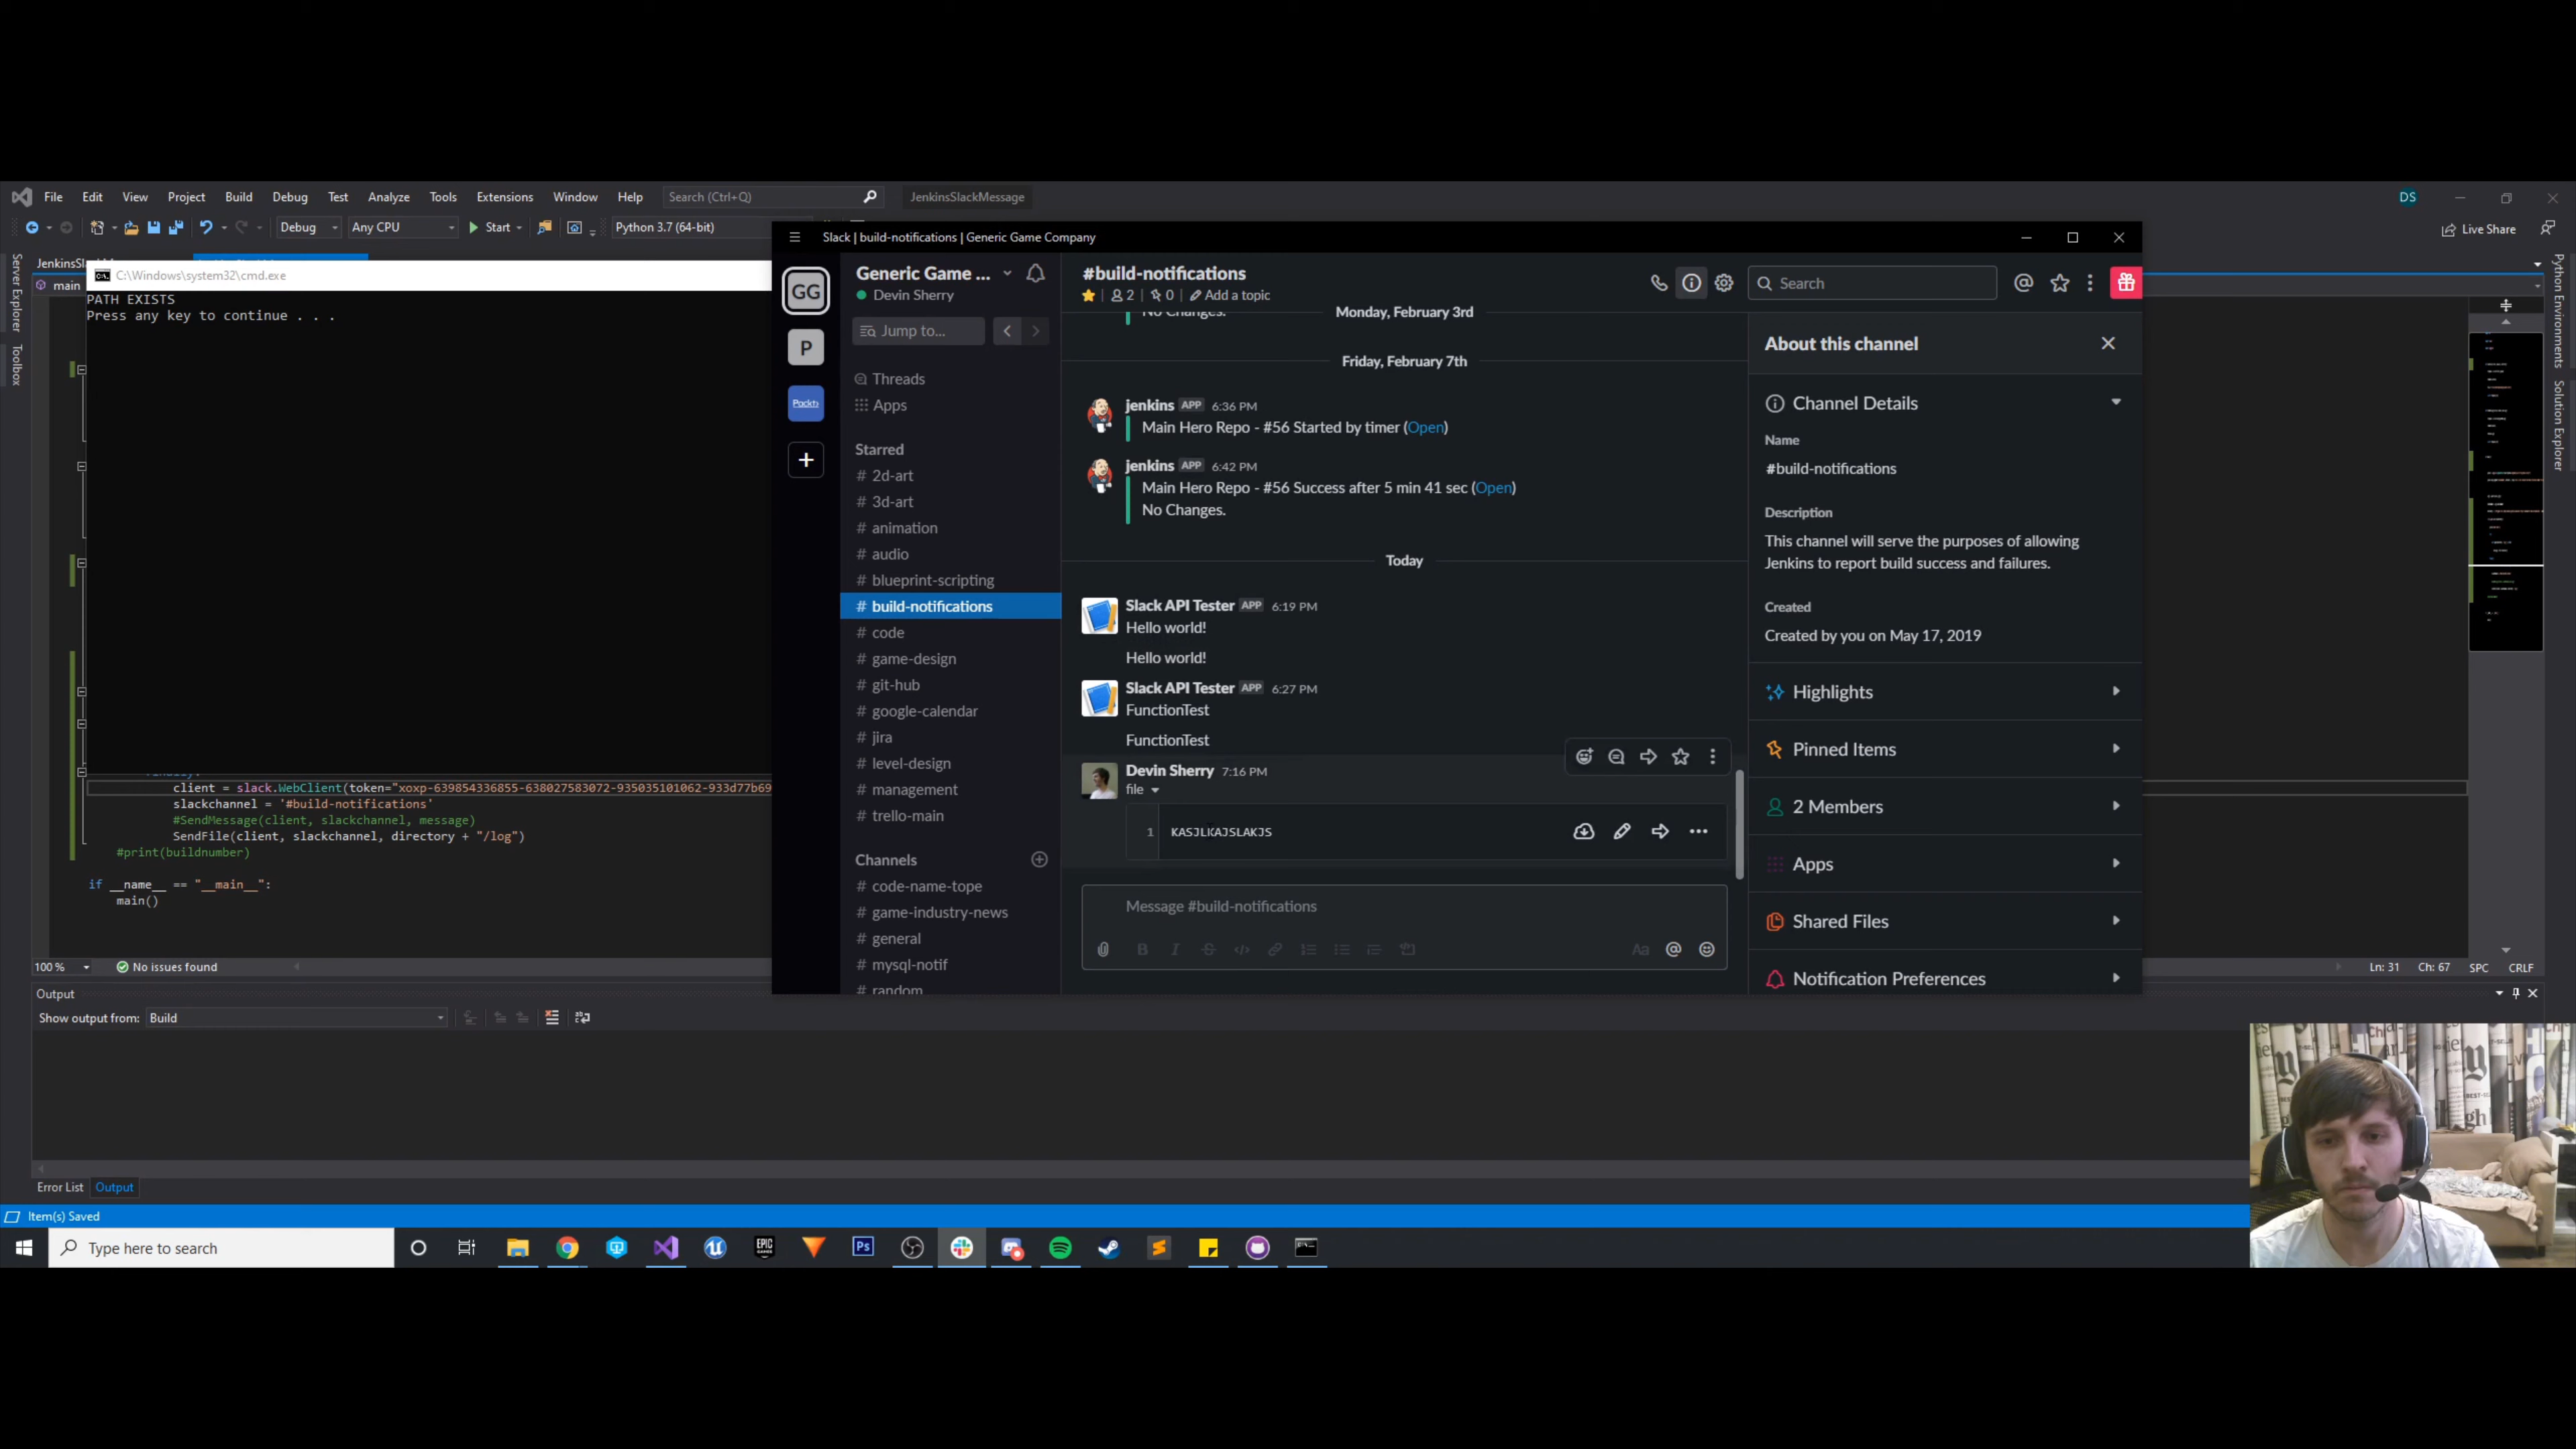 File Edit View Project Build Debug Test Analyze Tools Extensions Window Help Search (Ctrl+Q) JenkinsSlackMessage DS
Debug Any CPU Start Python 3.7 (64-bit) Live Share
main
C:\Windows\system32\cmd.exe
PATH EXISTS
Press any key to continue . . .
Server Explorer
Toolbox
client = slack.WebClient(token="xoxp-639854336855-638027583072-935035101062-933d77b69
slackchannel = '#build-notifications'
#SendMessage(client, slackchannel, message)
SendFile(client, slackchannel, directory + "/log")
#print(buildnumber)
if __name__ == "__main__":
main()
100 % No issues found
Slack | build-notifications | Generic Game Company
GG
P
Packt
+
Generic Game ...
Devin Sherry
Jump to...
Threads
Apps
Starred
# 2d-art
# 3d-art
# animation
# audio
# blueprint-scripting
# build-notifications
# code
# game-design
# git-hub
# google-calendar
# jira
# level-design
# management
# trello-main
Channels
# code-name-tope
# game-industry-news
# general
# mysql-notif
# random
#build-notifications
2 | 0 | Add a topic
Search
Monday, February 3rd
No Changes.
Friday, February 7th
jenkins APP 6:36 PM
Main Hero Repo - #56 Started by timer (Open)
jenkins APP 6:42 PM
Main Hero Repo - #56 Success after 5 min 41 sec (Open)
No Changes.
Today
Slack API Tester APP 6:19 PM
Hello world!
Hello world!
Slack API Tester APP 6:27 PM
FunctionTest
FunctionTest
Devin Sherry 7:16 PM
file
1 KASJLKAJSLAKJS
Message #build-notifications
About this channel
Channel Details
Name
#build-notifications
Description
This channel will serve the purposes of allowing
Jenkins to report build success and failures.
Created
Created by you on May 17, 2019
Highlights
Pinned Items
2 Members
Apps
Shared Files
Notification Preferences
Python Environments
Solution Explorer
Ln: 31 Ch: 67 SPC CRLF
Output
Show output from: Build
Error List Output
Item(s) Saved
Type here to search
Ps